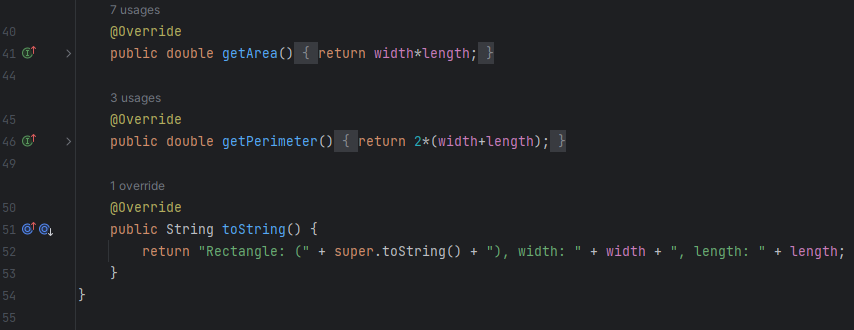 7 usages
40 @Override
41 public double getArea() { return width*length; }
44
3 usages
45 @Override
46 public double getPerimeter() { return 2*(width+length); }
49
1 override
50 @Override
51 public String toString() {
52 return "Rectangle: (" + super.toString() + "), width: " + width + ", length: " + length;
53 }
54 }
55